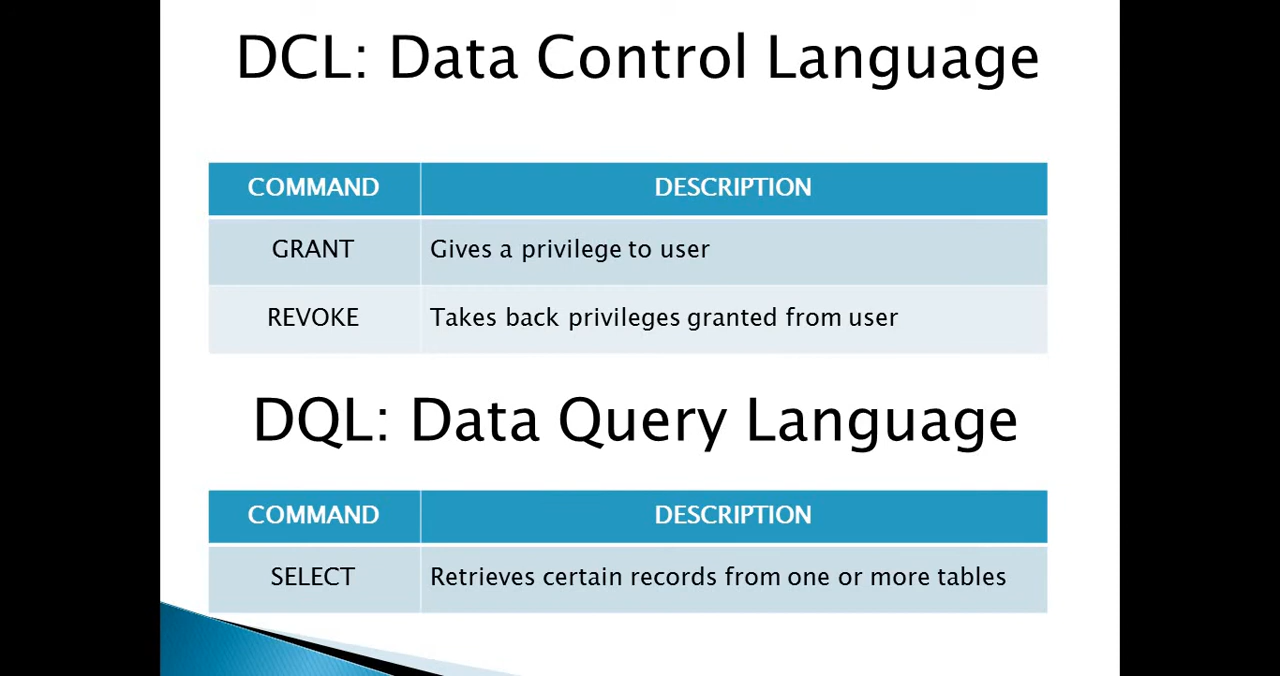 DCL: Data Control Language
COMMAND DESCRIPTION
GRANT Gives a privilege to user
REVOKE Takes back privileges granted from user
DQL: Data Query Language
COMMAND DESCRIPTION
SELECT Retrieves certain records from one or more tables